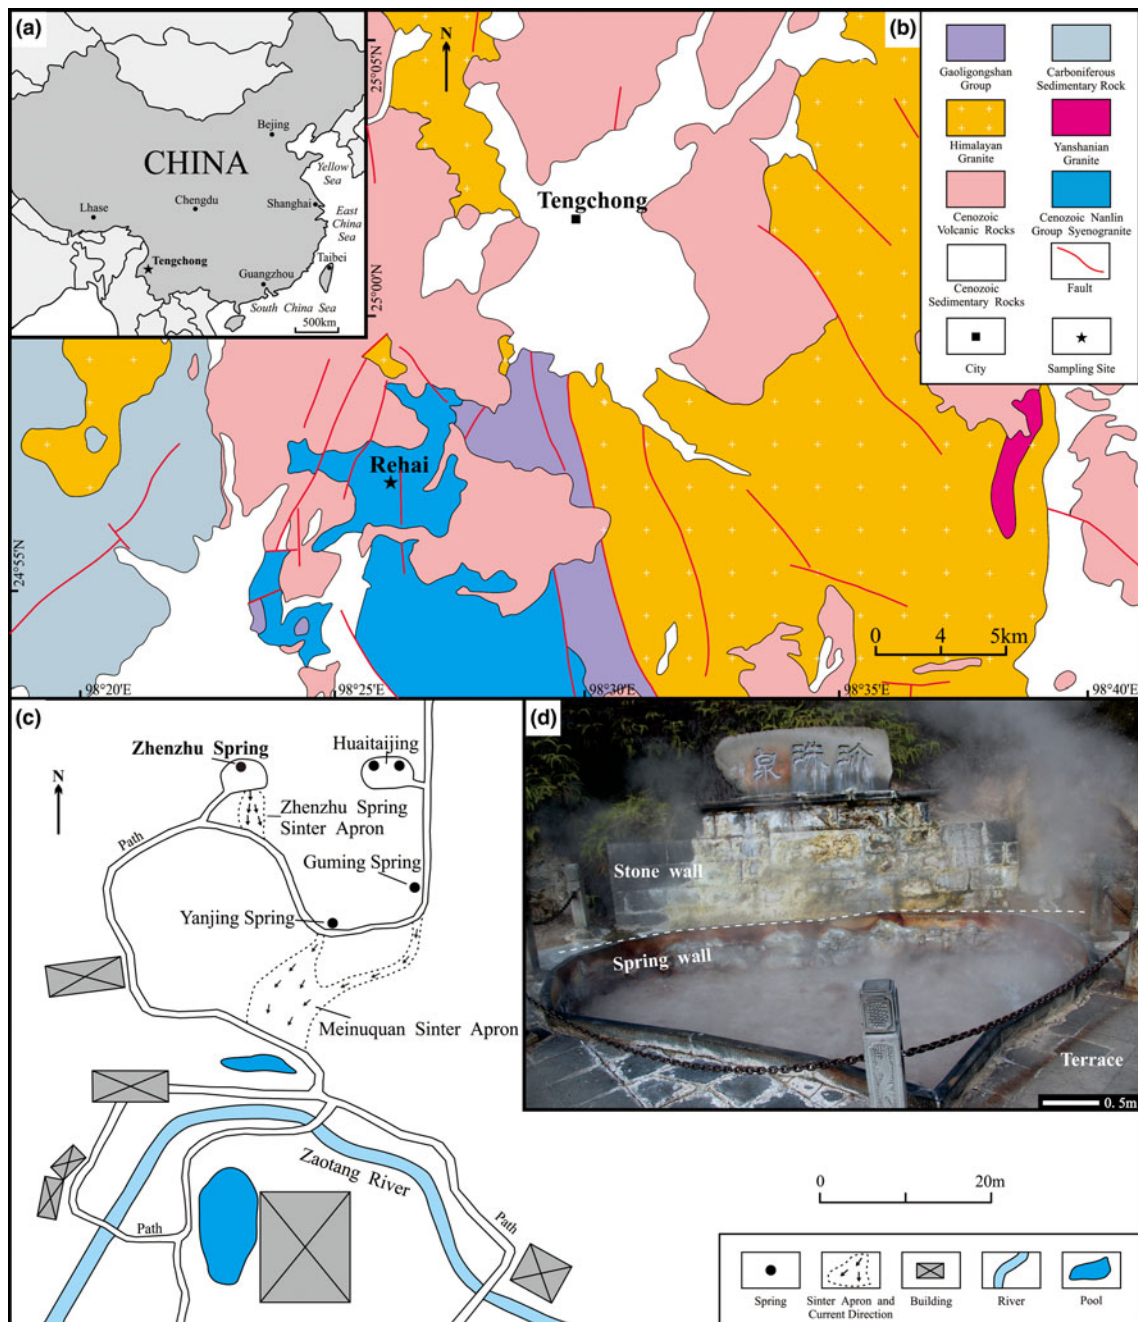 (a)
CHINA
Bejing
Yellow
Sea
Lhase
Chengdu
Shanghai
East
China
Sea
Tengchong
Guangzhou
Taibei
South China Sea
500km
(b)
N
25°05'N
25°00'N
24°55'N
Tengchong
Rehai
0 4 5km
98°20'E
98°25'E
98°30'E
98°35'E
98°40'E
Gaoligongshan
Group
Carboniferous
Sedimentary Rock
Himalayan
Granite
Yanshanian
Granite
Cenozoic
Volcanic Rocks
Cenozoic Nanlin
Group Syenogranite
Cenozoic
Sedimentary Rocks
Fault
City
Sampling Site
(c)
N
Zhenzhu Spring
Huaitaijing
Zhenzhu Spring
Sinter Apron
Path
Guming Spring
Yanjing Spring
Meinuquan Sinter Apron
Zaotang River
Path
Path
(d)
泉珠珍
Stone wall
Spring wall
Terrace
0.5m
0 20m
Spring
Sinter Apron and
Current Direction
Building
River
Pool